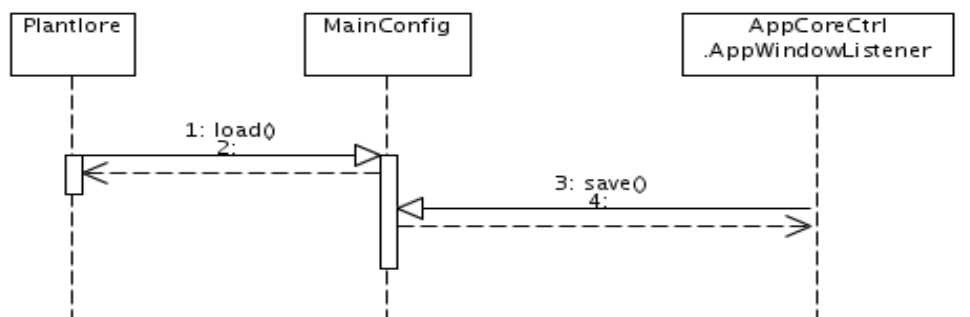 Plantlore
MainConfig
AppCoreCtrl
.AppWindowListener
1: load()
2:
3: save()
4: